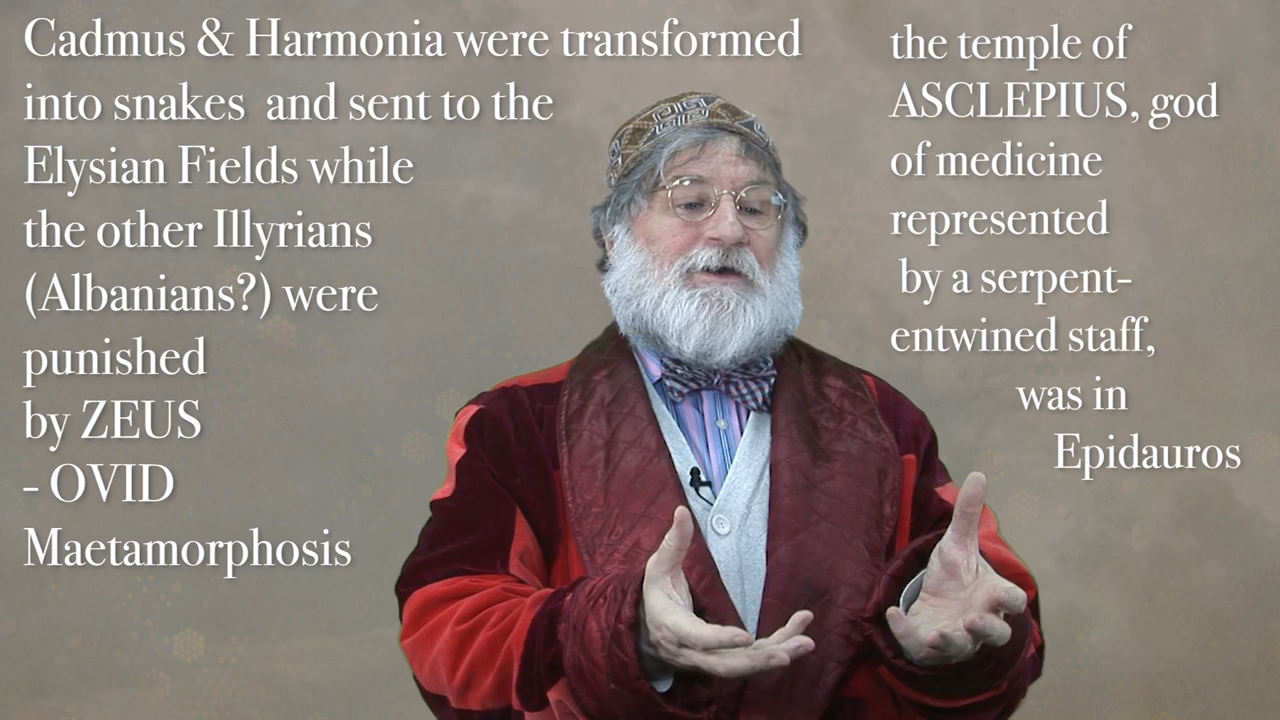 Cadmus & Harmonia were transformed
into snakes and sent to the
Elysian Fields while
the other Illyrians
(Albanians?) were
punished
by ZEUS
- OVID
Maetamorphosis
the temple of
ASCLEPIUS, god
of medicine
represented
by a serpent-
entwined staff,
was in
Epidauros